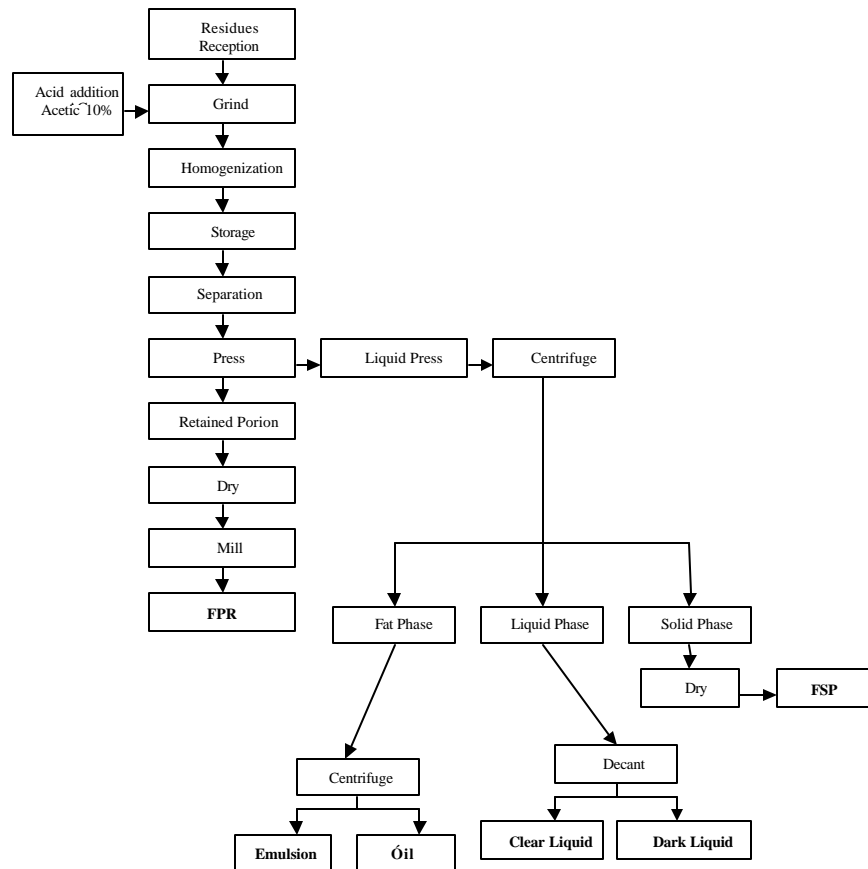 Residues
Reception
Acid addition
Acetic 10%
Grind
Homogenization
Storage
Separation
Press
Liquid Press
Centrifuge
Retained Porion
Dry
Mill
FPR
Fat Phase
Liquid Phase
Solid Phase
Dry
FSP
Centrifuge
Decant
Emulsion
Óil
Clear Liquid
Dark Liquid